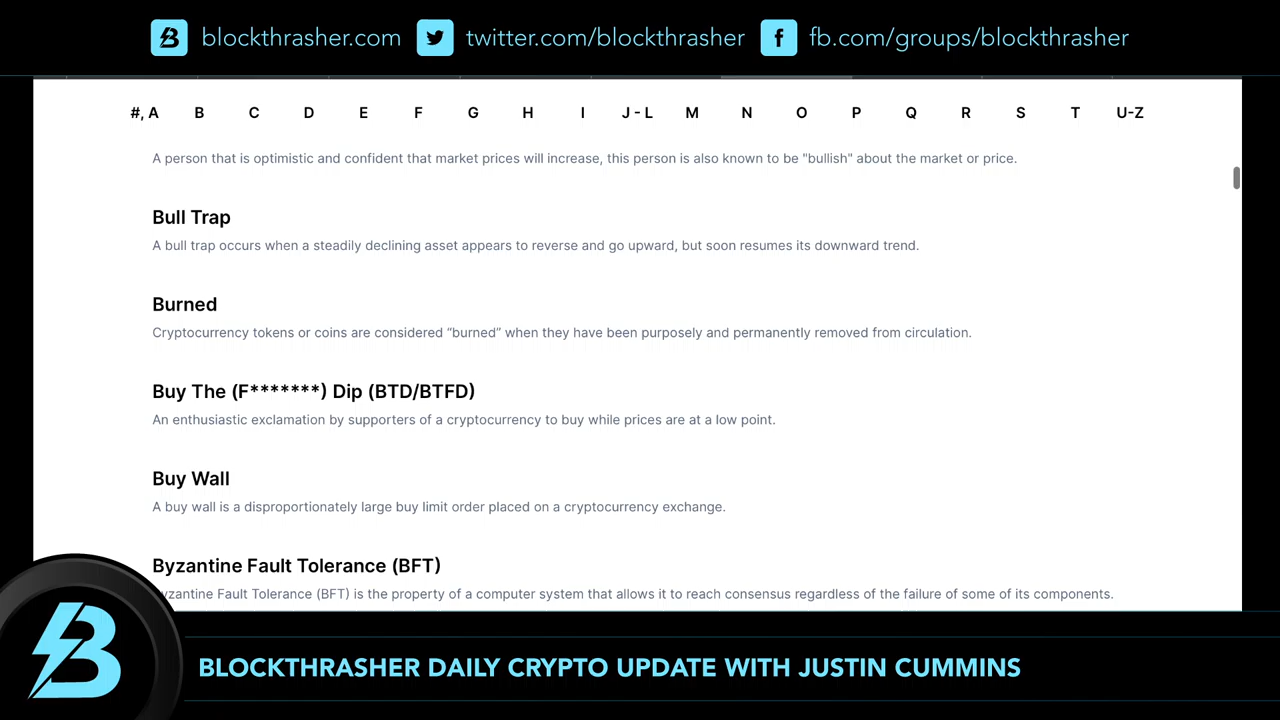 blockthrasher.com twitter.com/blockthrasher fb.com/groups/blockthrasher
#, A B C D E F G H I J - L M N O P Q R S T U-Z
A person that is optimistic and confident that market prices will increase, this person is also known to be "bullish" about the market or price.
Bull Trap
A bull trap occurs when a steadily declining asset appears to reverse and go upward, but soon resumes its downward trend.
Burned
Cryptocurrency tokens or coins are considered “burned” when they have been purposely and permanently removed from circulation.
Buy The (F*******) Dip (BTD/BTFD)
An enthusiastic exclamation by supporters of a cryptocurrency to buy while prices are at a low point.
Buy Wall
A buy wall is a disproportionately large buy limit order placed on a cryptocurrency exchange.
Byzantine Fault Tolerance (BFT)
Byzantine Fault Tolerance (BFT) is the property of a computer system that allows it to reach consensus regardless of the failure of some of its components.
BLOCKTHRASHER DAILY CRYPTO UPDATE WITH JUSTIN CUMMINS